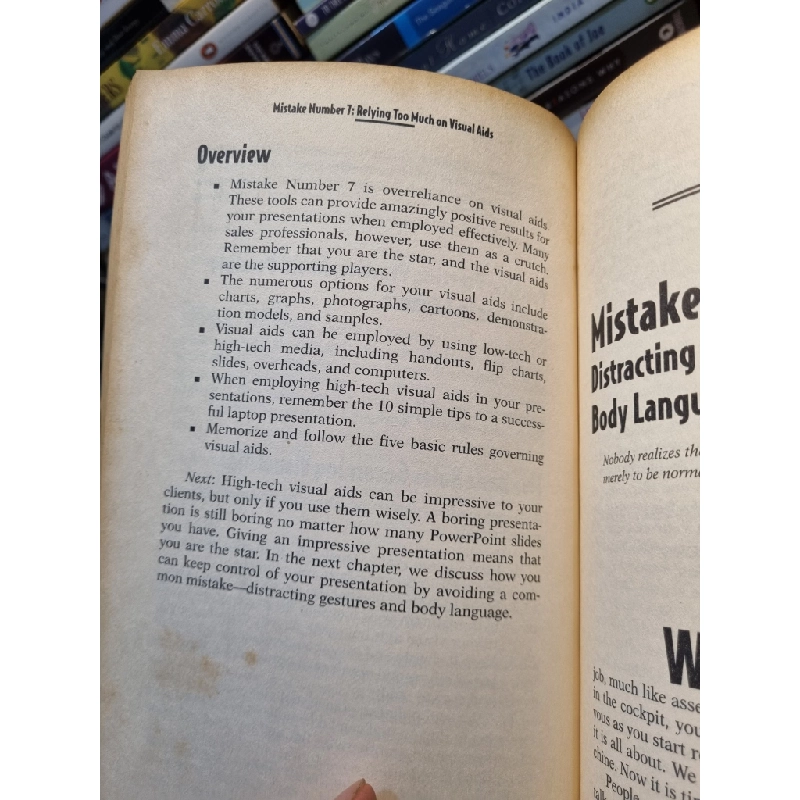 Emma
The Book of Joe
INDIA
Mistake Number 7: Relying Too Much on Visual Aids
Overview
▪ Mistake Number 7 is overreliance on visual aids
These tools can provide amazingly positive results for
your presentations when employed effectively. Many
sales professionals, however, use them as a crutch.
Remember that you are the star, and the visual aids
are the supporting players.
▪ The numerous options for your visual aids include
charts, graphs, photographs, cartoons, demonstra-
tion models, and samples.
▪ Visual aids can be employed by using low-tech or
high-tech media, including handouts, flip charts,
slides, overheads, and computers.
▪ When employing high-tech visual aids in your pre-
sentations, remember the 10 simple tips to a success-
ful laptop presentation.
▪ Memorize and follow the five basic rules governing
visual aids.
Next: High-tech visual aids can be impressive to your
clients, but only if you use them wisely. A boring presenta-
tion is still boring no matter how many PowerPoint slides
you have. Giving an impressive presentation means that
you are the star. In the next chapter, we discuss how you
can keep control of your presentation by avoiding a com-
mon mistake—distracting gestures and body language.
Mistake
Distracting
Body Langu
Nobody realizes th
merely to be norma
W
job, much like asse
in the cockpit, you
vous as you start r
it is all about. We
chine. Now it is tim
People